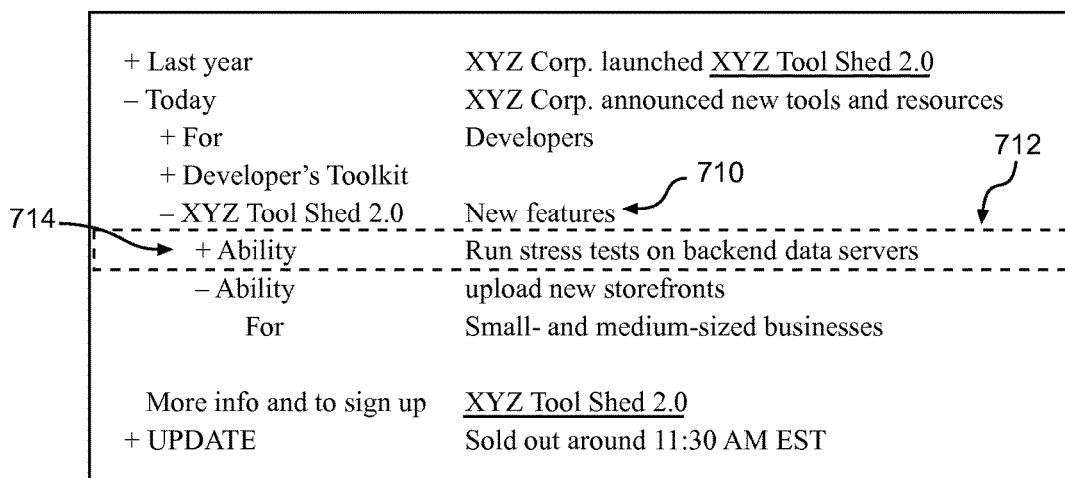 + Last year XYZ Corp. launched XYZ Tool Shed 2.0
– Today XYZ Corp. announced new tools and resources
+ For Developers
712
+ Developer’s Toolkit
710
– XYZ Tool Shed 2.0 New features
714
+ Ability Run stress tests on backend data servers
– Ability upload new storefronts
For Small- and medium-sized businesses
More info and to sign up XYZ Tool Shed 2.0
+ UPDATE Sold out around 11:30 AM EST